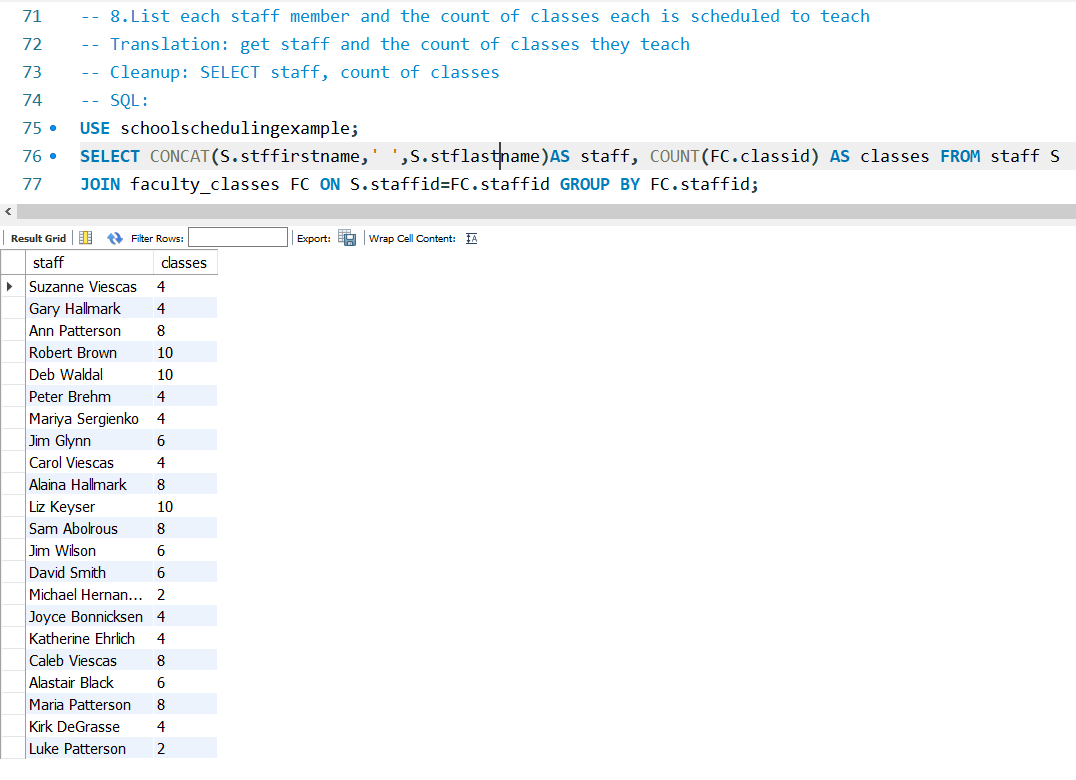 71 -- 8.List each staff member and the count of classes each is scheduled to teach
72 -- Translation: get staff and the count of classes they teach
73 -- Cleanup: SELECT staff, count of classes
74 -- SQL:
75 USE schoolschedulingexample;
76 SELECT CONCAT(S.stffirstname,' ',S.stflastname)AS staff, COUNT(FC.classid) AS classes FROM staff S
77 JOIN faculty_classes FC ON S.staffid=FC.staffid GROUP BY FC.staffid;
Result Grid Filter Rows: Export: Wrap Cell Content: IA
staff classes
Suzanne Viescas 4
Gary Hallmark 4
Ann Patterson 8
Robert Brown 10
Deb Waldal 10
Peter Brehm 4
Mariya Sergienko 4
Jim Glynn 6
Carol Viescas 4
Alaina Hallmark 8
Liz Keyser 10
Sam Abolrous 8
Jim Wilson 6
David Smith 6
Michael Hernan... 2
Joyce Bonnicksen 4
Katherine Ehrlich 4
Caleb Viescas 8
Alastair Black 6
Maria Patterson 8
Kirk DeGrasse 4
Luke Patterson 2